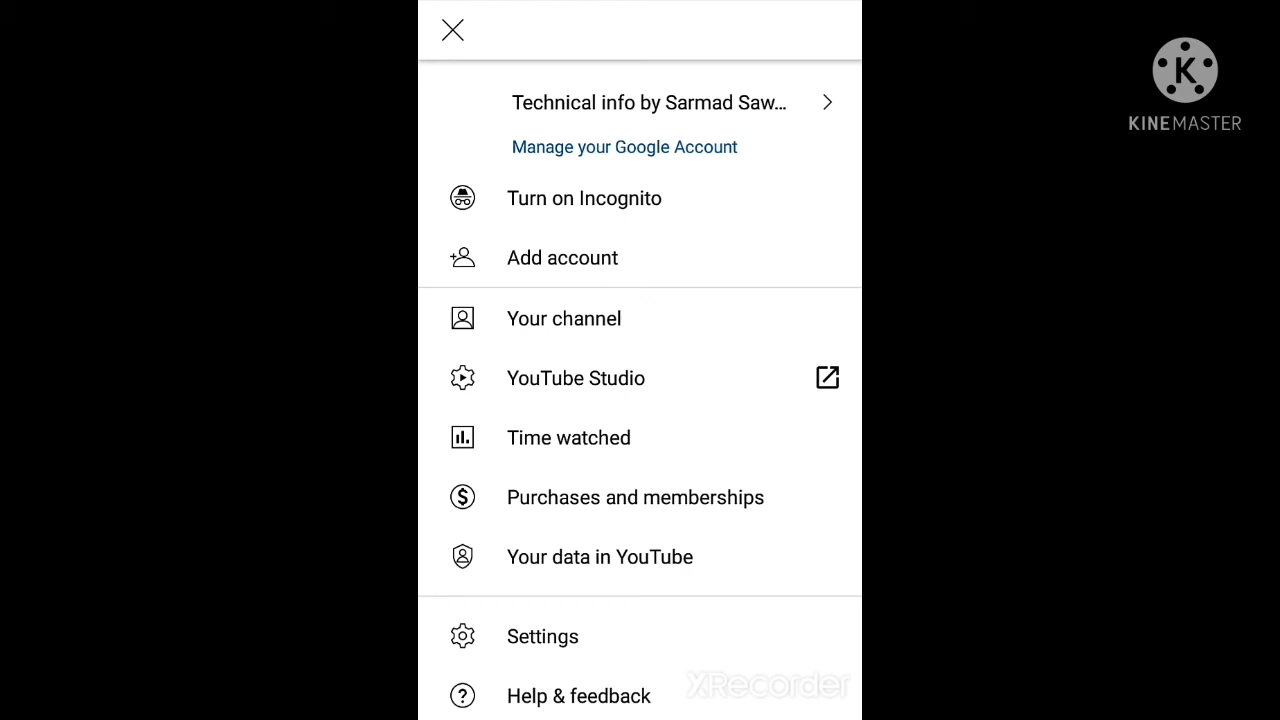 Technical info by Sarmad Saw...
Manage your Google Account
Turn on Incognito
Add account
Your channel
YouTube Studio
Time watched
Purchases and memberships
Your data in YouTube
Settings
Help & feedback
K
KINEMASTER
XRecorder